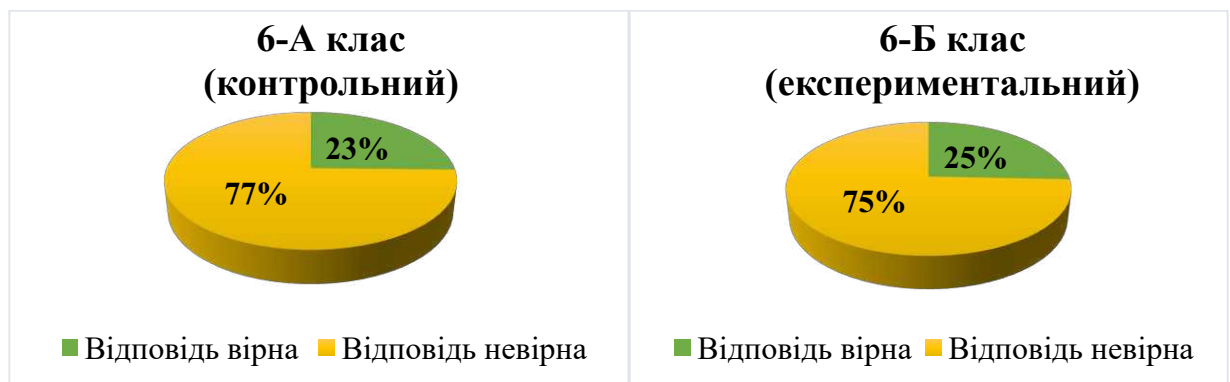 6-А клас
(контрольний)
23%
77%
Відповідь вірна Відповідь невірна
6-Б клас
(експериментальний)
25%
75%
Відповідь вірна Відповідь невірна